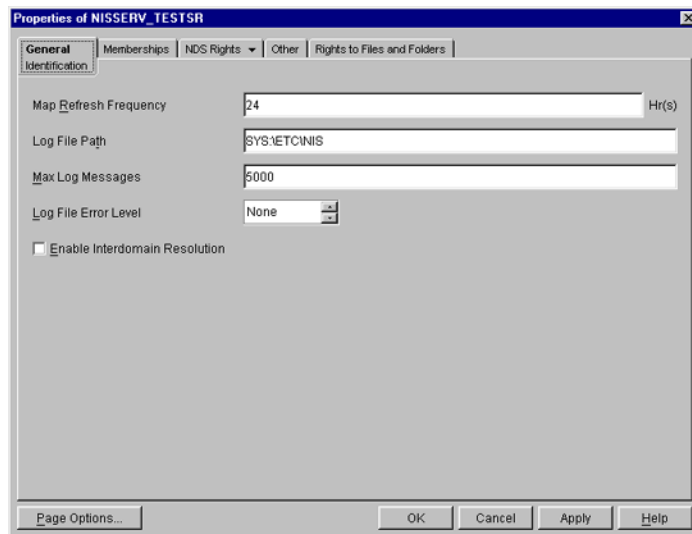 Properties of NISSERV_TESTSR
General Memberships NDS Rights Other Rights to Files and Folders
Identification
Map Refresh Frequency 24 Hr(s)
Log File Path SYS:\ETC\NIS
Max Log Messages 5000
Log File Error Level None
Enable Interdomain Resolution
Page Options... OK Cancel Apply Help